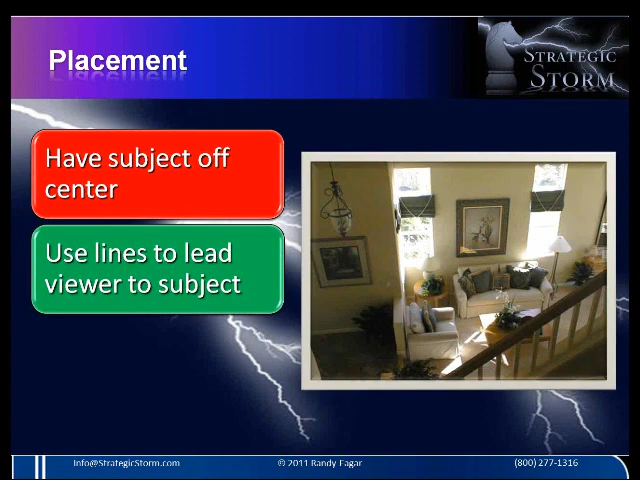 Placement
STRATEGIC
STORM
Have subject off
center
Use lines to lead
viewer to subject
Info@StrategicStorm.com
© 2011 Randy Eagar
(800) 277-1316